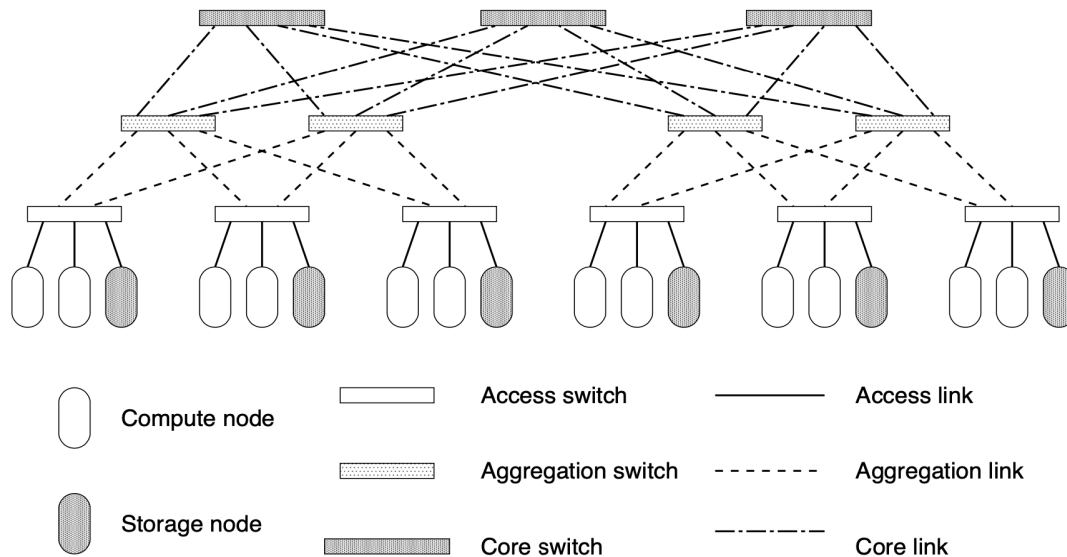 Compute node
Access switch
Access link
Aggregation switch
Aggregation link
Storage node
Core switch
Core link